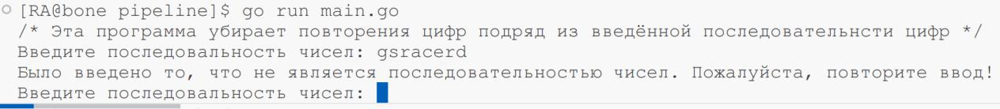 [RA@bone pipeline]$ go run main.go
/* Эта программа убирает повторения цифр подряд из введённой последовательнсти цифр */
Введите последовальность чисел: gsracerd
Было введено то, что не является последовательностью чисел. Пожалуйста, повторите ввод!
Введите последовальность чисел: